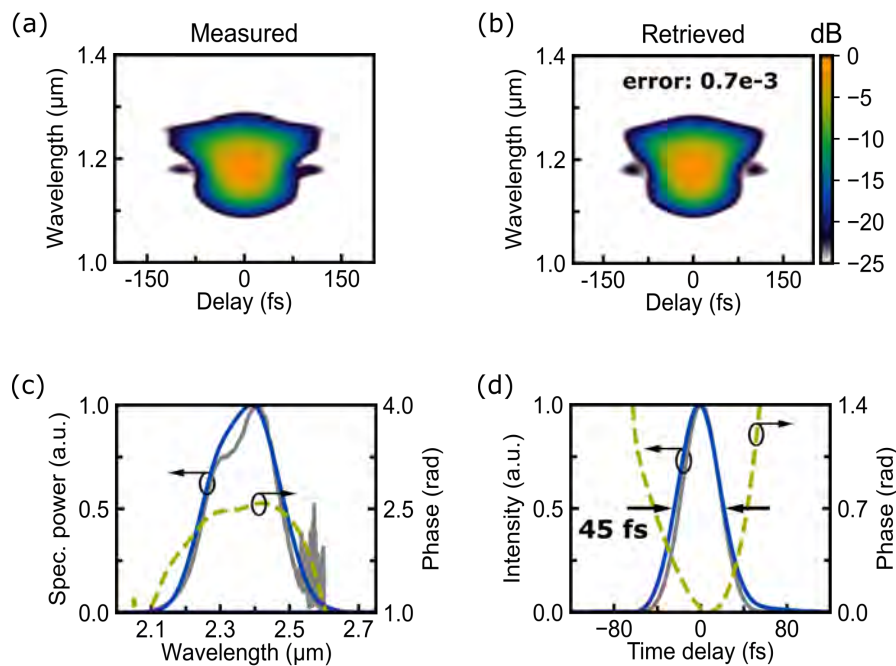 (a)
Measured
Wavelength (µm)
1.4
1.2
1.0
-150
0
150
Delay (fs)
(b)
Retrieved
error: 0.7e-3
Wavelength (µm)
1.4
1.2
1.0
-150
0
150
Delay (fs)
dB
0
−5
−10
−15
−20
−25
(c)
Spec. power (a.u.)
1.0
0.5
0.0
2.1
2.3
2.5
2.7
Wavelength (µm)
4.0
2.5
1.0
Phase (rad)
(d)
Intensity (a.u.)
1.0
0.5
0.0
45 fs
−80
0
80
Time delay (fs)
1.4
0.7
0.0
Phase (rad)